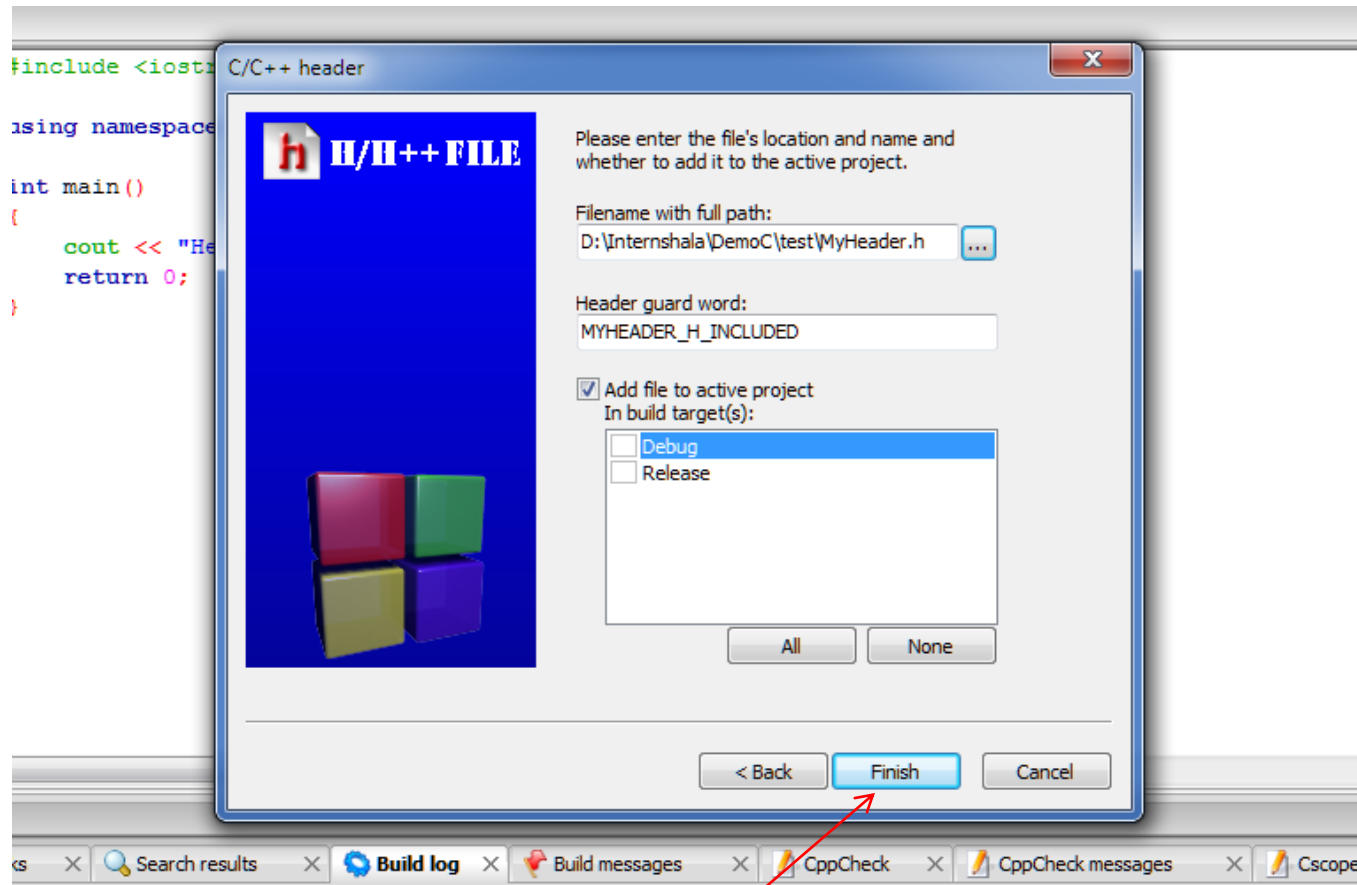 C/C++ header
#include <iostr
using namespace
int main()
{
cout << "He
return 0;
}
h H/H++ FILE
Please enter the file's location and name and
whether to add it to the active project.
Filename with full path:
D:\Internshala\DemoC\test\MyHeader.h ...
Header guard word:
MYHEADER_H_INCLUDED
Add file to active project
In build target(s):
Debug
Release
All None
< Back Finish Cancel
ks Search results Build log Build messages CppCheck CppCheck messages Cscope